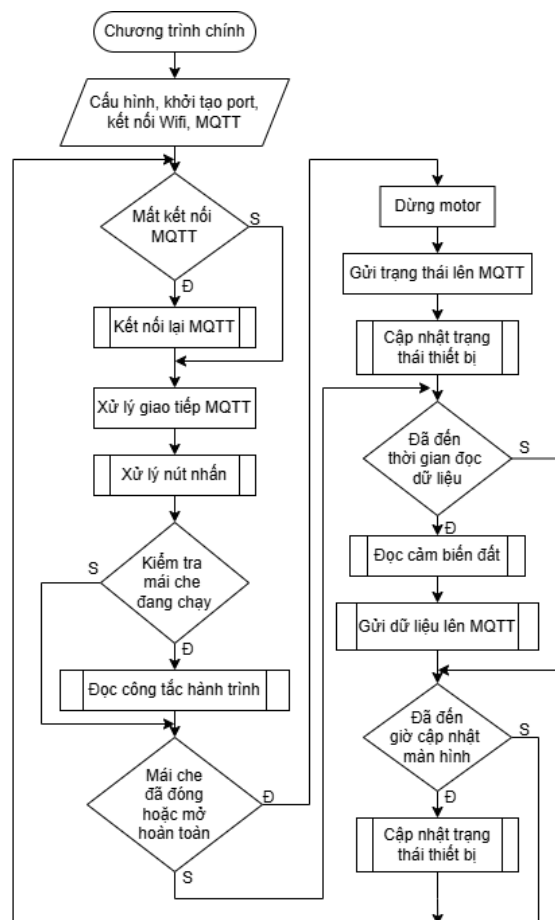 Chương trình chính
Cấu hình, khởi tạo port,
kết nối Wifi, MQTT
Mất kết nối
MQTT
S
Đ
Kết nối lại MQTT
Xử lý giao tiếp MQTT
Xử lý nút nhấn
Kiểm tra
mái che
đang chạy
S
Đ
Đọc công tắc hành trình
Mái che
đã đóng
hoặc mở
hoàn toàn
Đ
S
Dừng motor
Gửi trạng thái lên MQTT
Cập nhật trạng
thái thiết bị
Đã đến
thời gian đọc
dữ liệu
S
Đ
Đọc cảm biến đất
Gửi dữ liệu lên MQTT
Đã đến
giờ cập nhật
màn hình
S
Đ
Cập nhật trạng
thái thiết bị